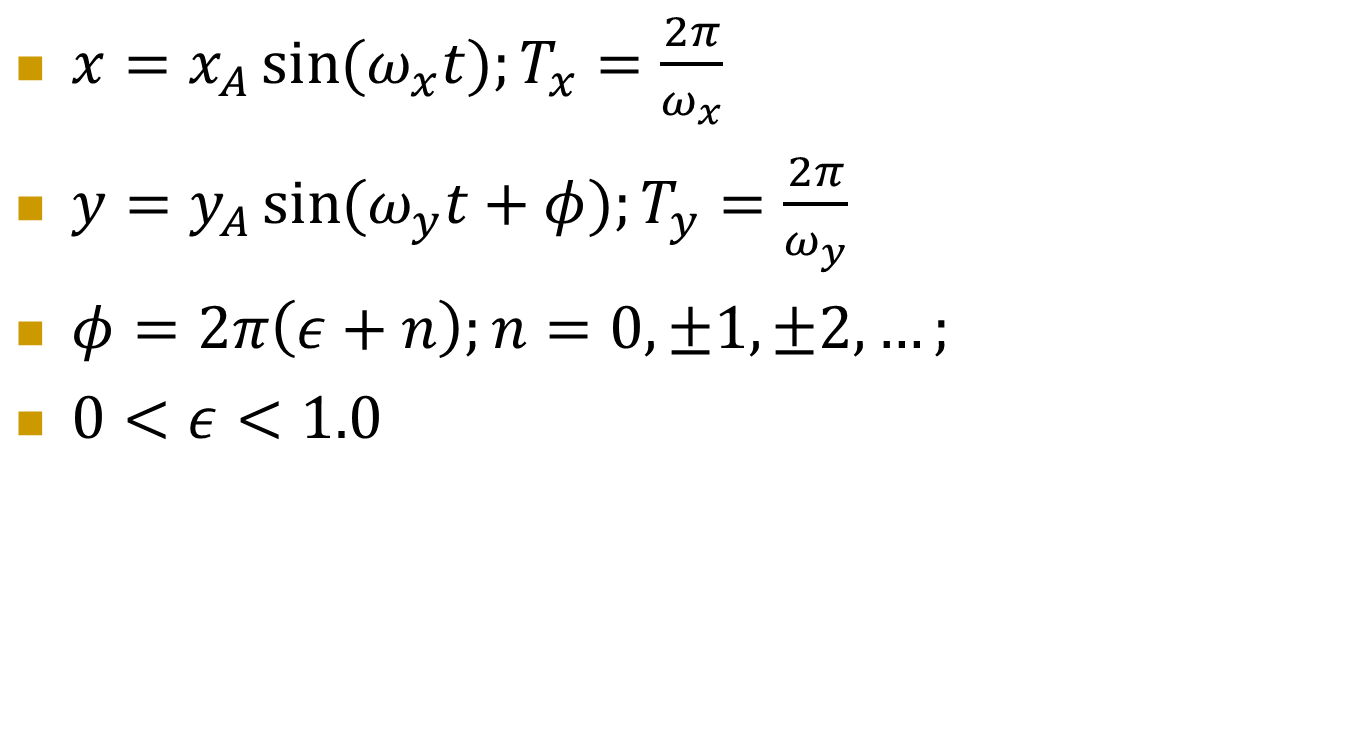 x = x_A sin(ω_x t); T_x = 2π/ω_x
y = y_A sin(ω_y t + ϕ); T_y = 2π/ω_y
ϕ = 2π(ϵ + n); n = 0, ±1, ±2, … ;
0 < ϵ < 1.0